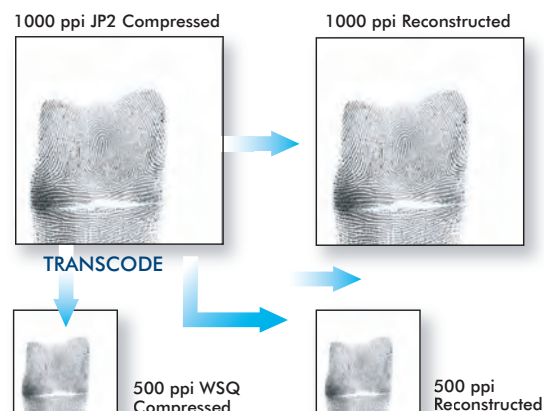 1000 ppi JP2 Compressed
1000 ppi Reconstructed
TRANSCODE
500 ppi WSQ
Compressed
500 ppi
Reconstructed